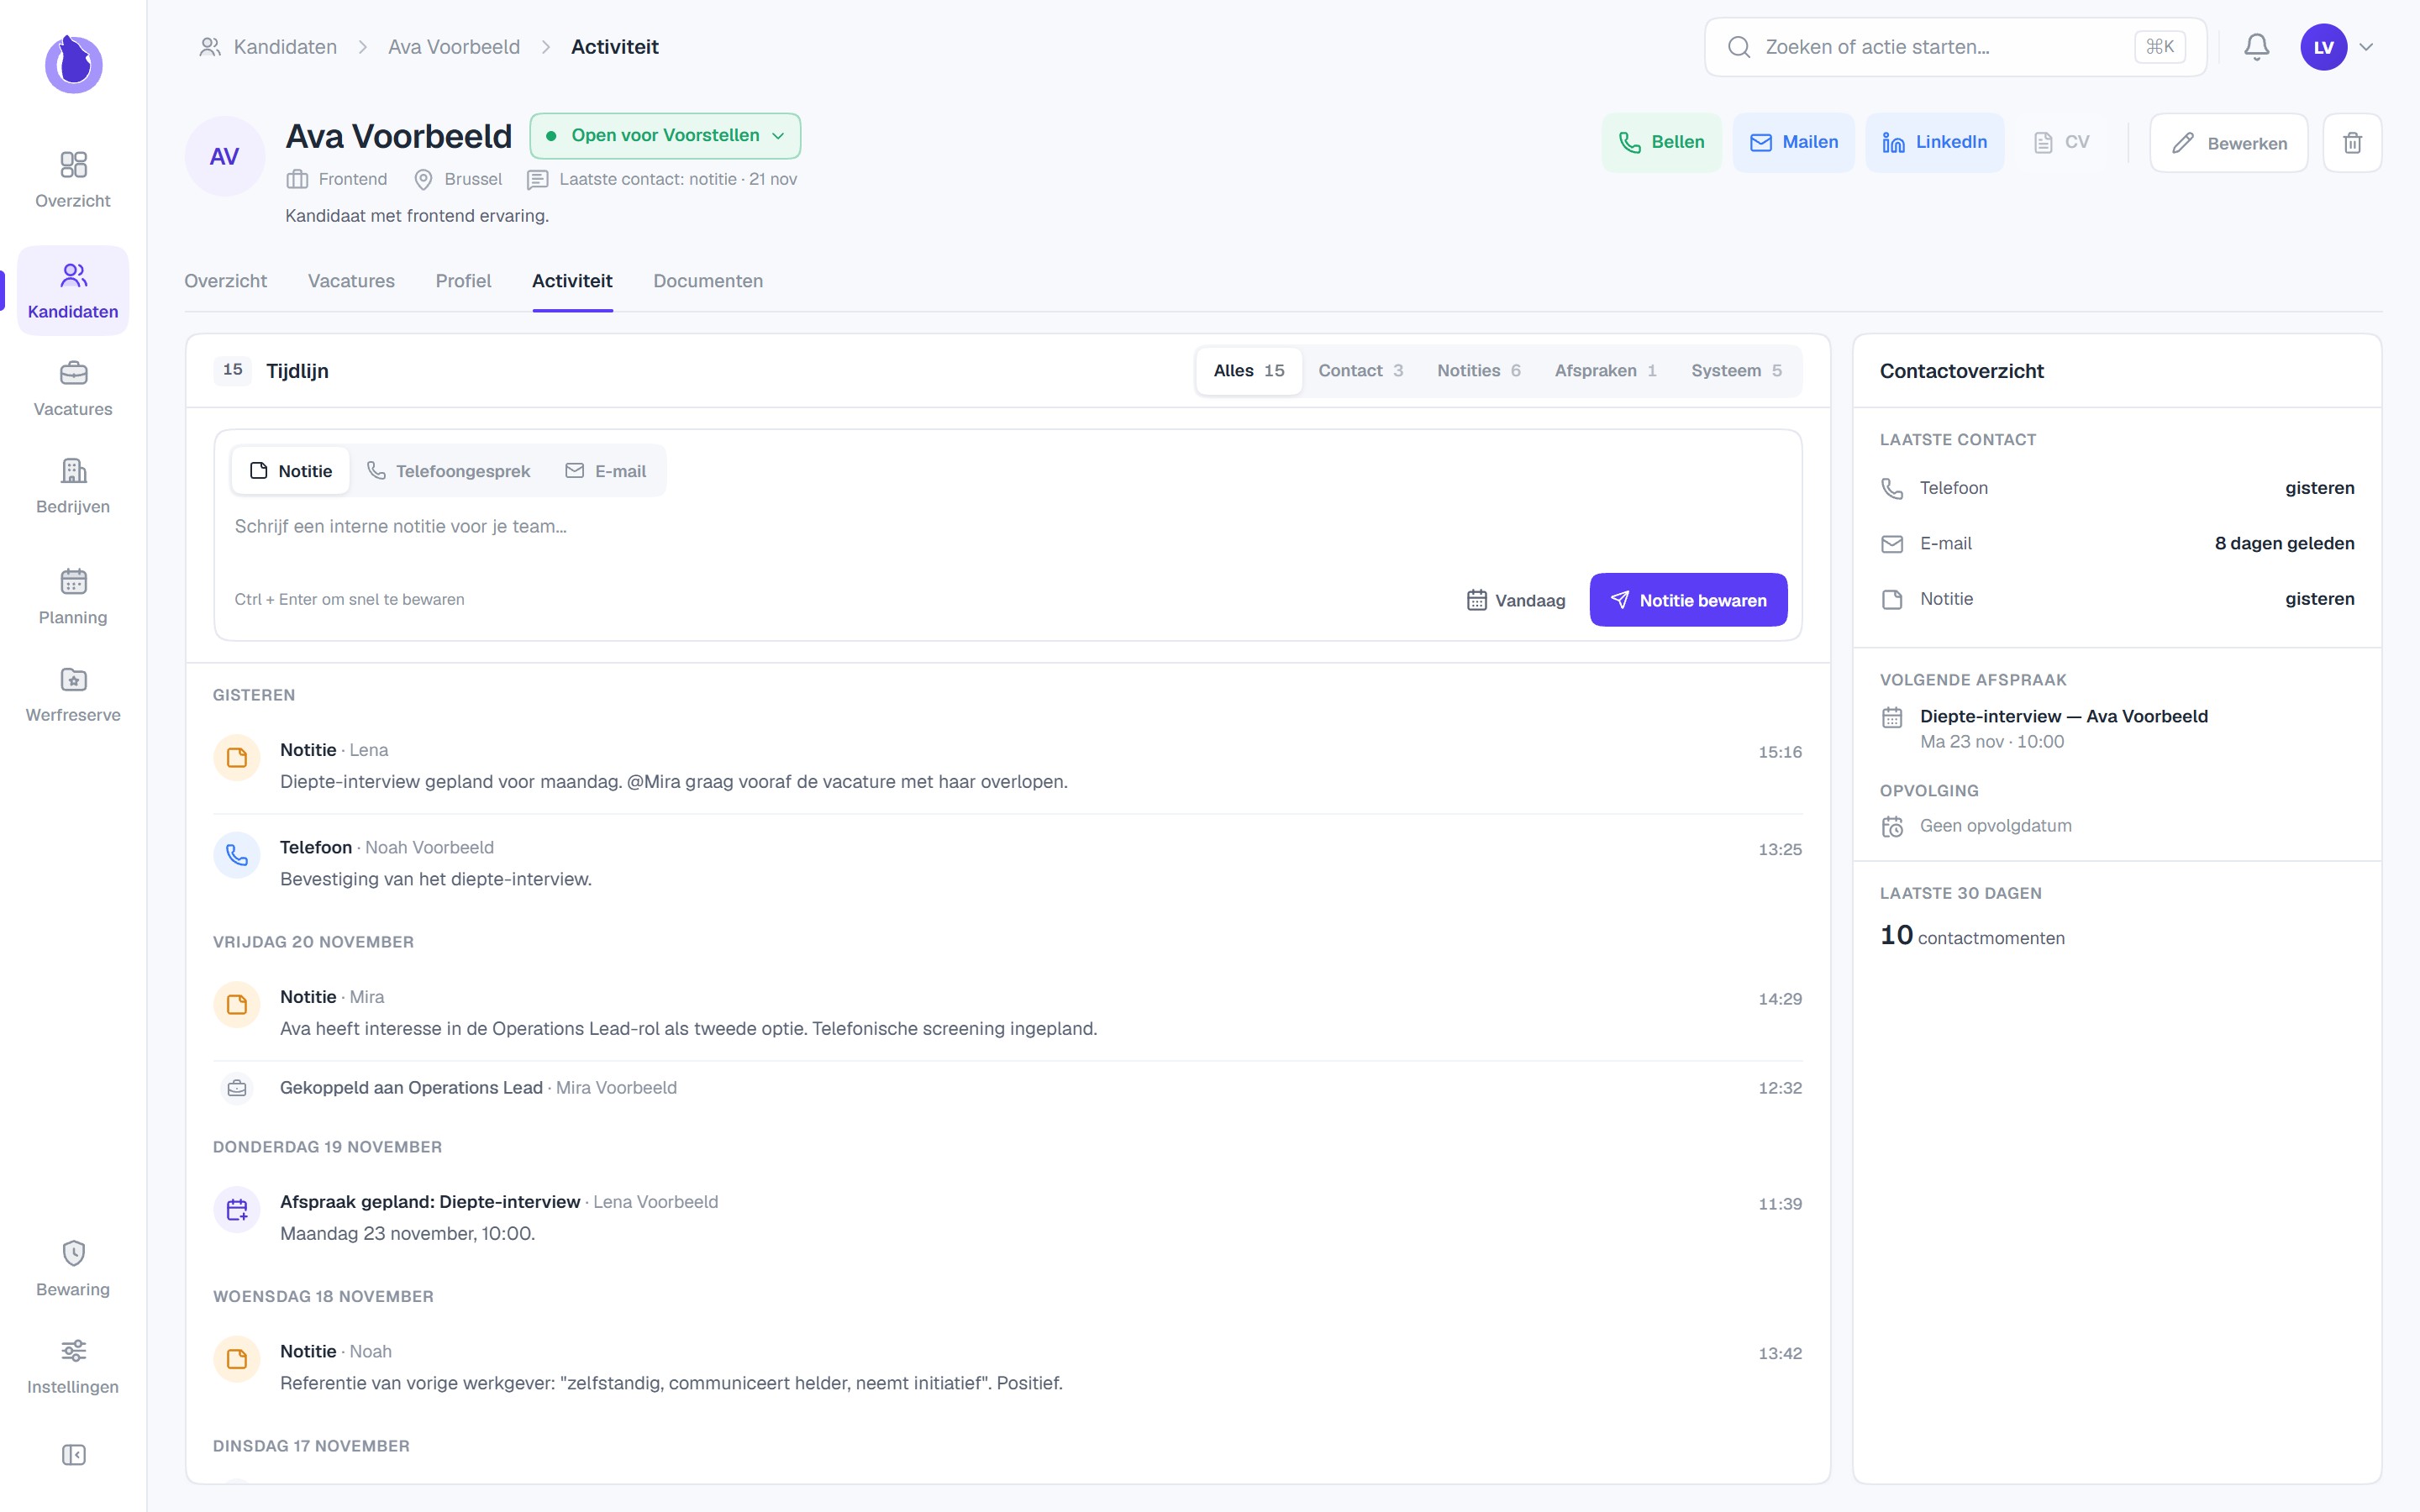 Kandidaten > Ava Voorbeeld > Activiteit
Zoeken of actie starten... ⌘K
LV
Overzicht
Kandidaten
Vacatures
Bedrijven
Planning
Werfreserve
Bewaring
Instellingen
AV
Ava Voorbeeld
Open voor Voorstellen
Frontend Brussel Laatste contact: notitie · 21 nov
Kandidaat met frontend ervaring.
Bellen Mailen LinkedIn CV Bewerken
Overzicht Vacatures Profiel Activiteit Documenten
15 Tijdlijn
Alles 15 Contact 3 Notities 6 Afspraken 1 Systeem 5
Notitie Telefoongesprek E-mail
Schrijf een interne notitie voor je team...
Ctrl + Enter om snel te bewaren
Vandaag
Notitie bewaren
GISTEREN
Notitie · Lena 15:16
Diepte-interview gepland voor maandag. @Mira graag vooraf de vacature met haar overlopen.
Telefoon · Noah Voorbeeld 13:25
Bevestiging van het diepte-interview.
VRIJDAG 20 NOVEMBER
Notitie · Mira 14:29
Ava heeft interesse in de Operations Lead-rol als tweede optie. Telefonische screening ingepland.
Gekoppeld aan Operations Lead · Mira Voorbeeld 12:32
DONDERDAG 19 NOVEMBER
Afspraak gepland: Diepte-interview · Lena Voorbeeld 11:39
Maandag 23 november, 10:00.
WOENSDAG 18 NOVEMBER
Notitie · Noah 13:42
Referentie van vorige werkgever: "zelfstandig, communiceert helder, neemt initiatief". Positief.
DINSDAG 17 NOVEMBER
Contactoverzicht
LAATSTE CONTACT
Telefoon gisteren
E-mail 8 dagen geleden
Notitie gisteren
VOLGENDE AFSPRAAK
Diepte-interview — Ava Voorbeeld
Ma 23 nov · 10:00
OPVOLGING
Geen opvolgdatum
LAATSTE 30 DAGEN
10 contactmomenten